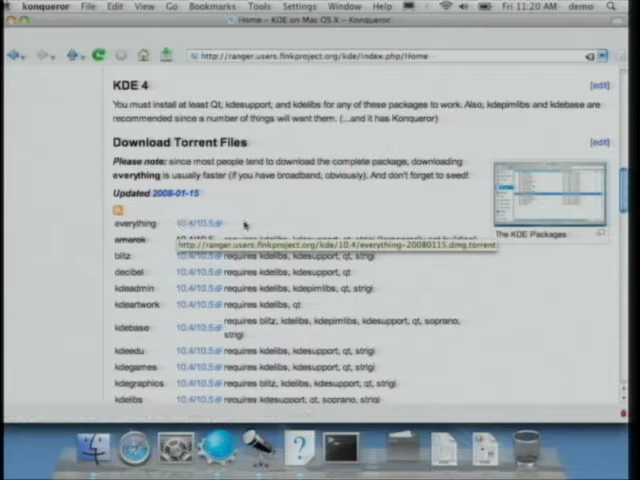 konqueror File Edit View Go Bookmarks Tools Settings Window Help Fri 11:20 AM demo
Home - KDE on Mac OS X - Konqueror
http://ranger.users.finkproject.org/kde/index.php/Home
KDE 4 [edit]
You must install at least Qt, kdesupport, and kdelibs for any of these packages to work. Also, kdepimlibs and kdebase are
recommended since a number of things will want them. (...and it has Konqueror)
Download Torrent Files [edit]
Please note: since most people tend to download the complete package, downloading
everything is usually faster (if you have broadband, obviously). And don't forget to seed!
Updated 2008-01-15
The KDE Packages
everything 10.4/10.5
amarok
http://ranger.users.finkproject.org/kde/10.4/everything-20080115.dmg.torrent
blitz 10.4/10.5 requires kdelibs, kdesupport, qt, strigi
decibel 10.4/10.5 requires kdelibs, kdesupport, qt, strigi
kdeadmin 10.4/10.5 requires kdelibs, kdepimlibs, qt, strigi
kdeartwork 10.4/10.5 requires kdelibs, qt
kdebase 10.4/10.5 requires blitz, kdelibs, kdepimlibs, kdesupport, qt, soprano,
strigi
kdeedu 10.4/10.5 requires kdelibs, kdesupport, qt, strigi
kdegames 10.4/10.5 requires kdelibs, kdesupport, qt, strigi
kdegraphics 10.4/10.5 requires blitz, kdelibs, kdesupport, qt, strigi
kdelibs 10.4/10.5 requires kdesupport, qt, soprano, strigi